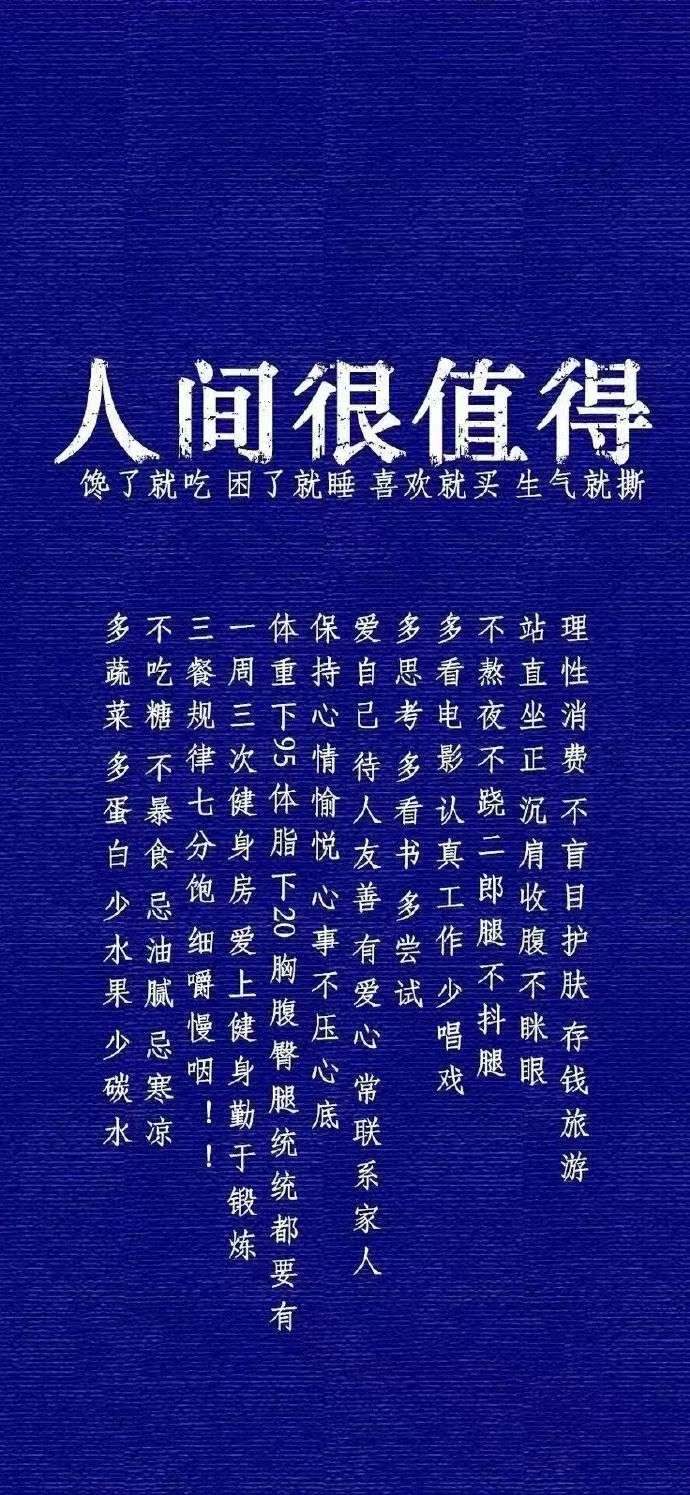 人间很值得
馋了就吃 困了就睡 喜欢就买 生气就撕
理性消费 不盲目护肤 存钱旅游
站直坐正 沉肩收腹不眯眼
不熬夜不跷二郎腿 不抖腿
多看电影 认真工作 少唱戏
多思考 多看书 多尝试
爱自己 待人友善 有爱心 常联系家人
保持心情愉悦 心事不压心底
体重下95 体脂下20 胸腹臀腿统统都要有
一周三次健身房 爱上健身勤于锻炼
三餐规律七分饱 细嚼慢咽！！
不吃糖 不暴食 忌油腻 忌寒凉
多蔬菜 多蛋白 少水果 少碳水